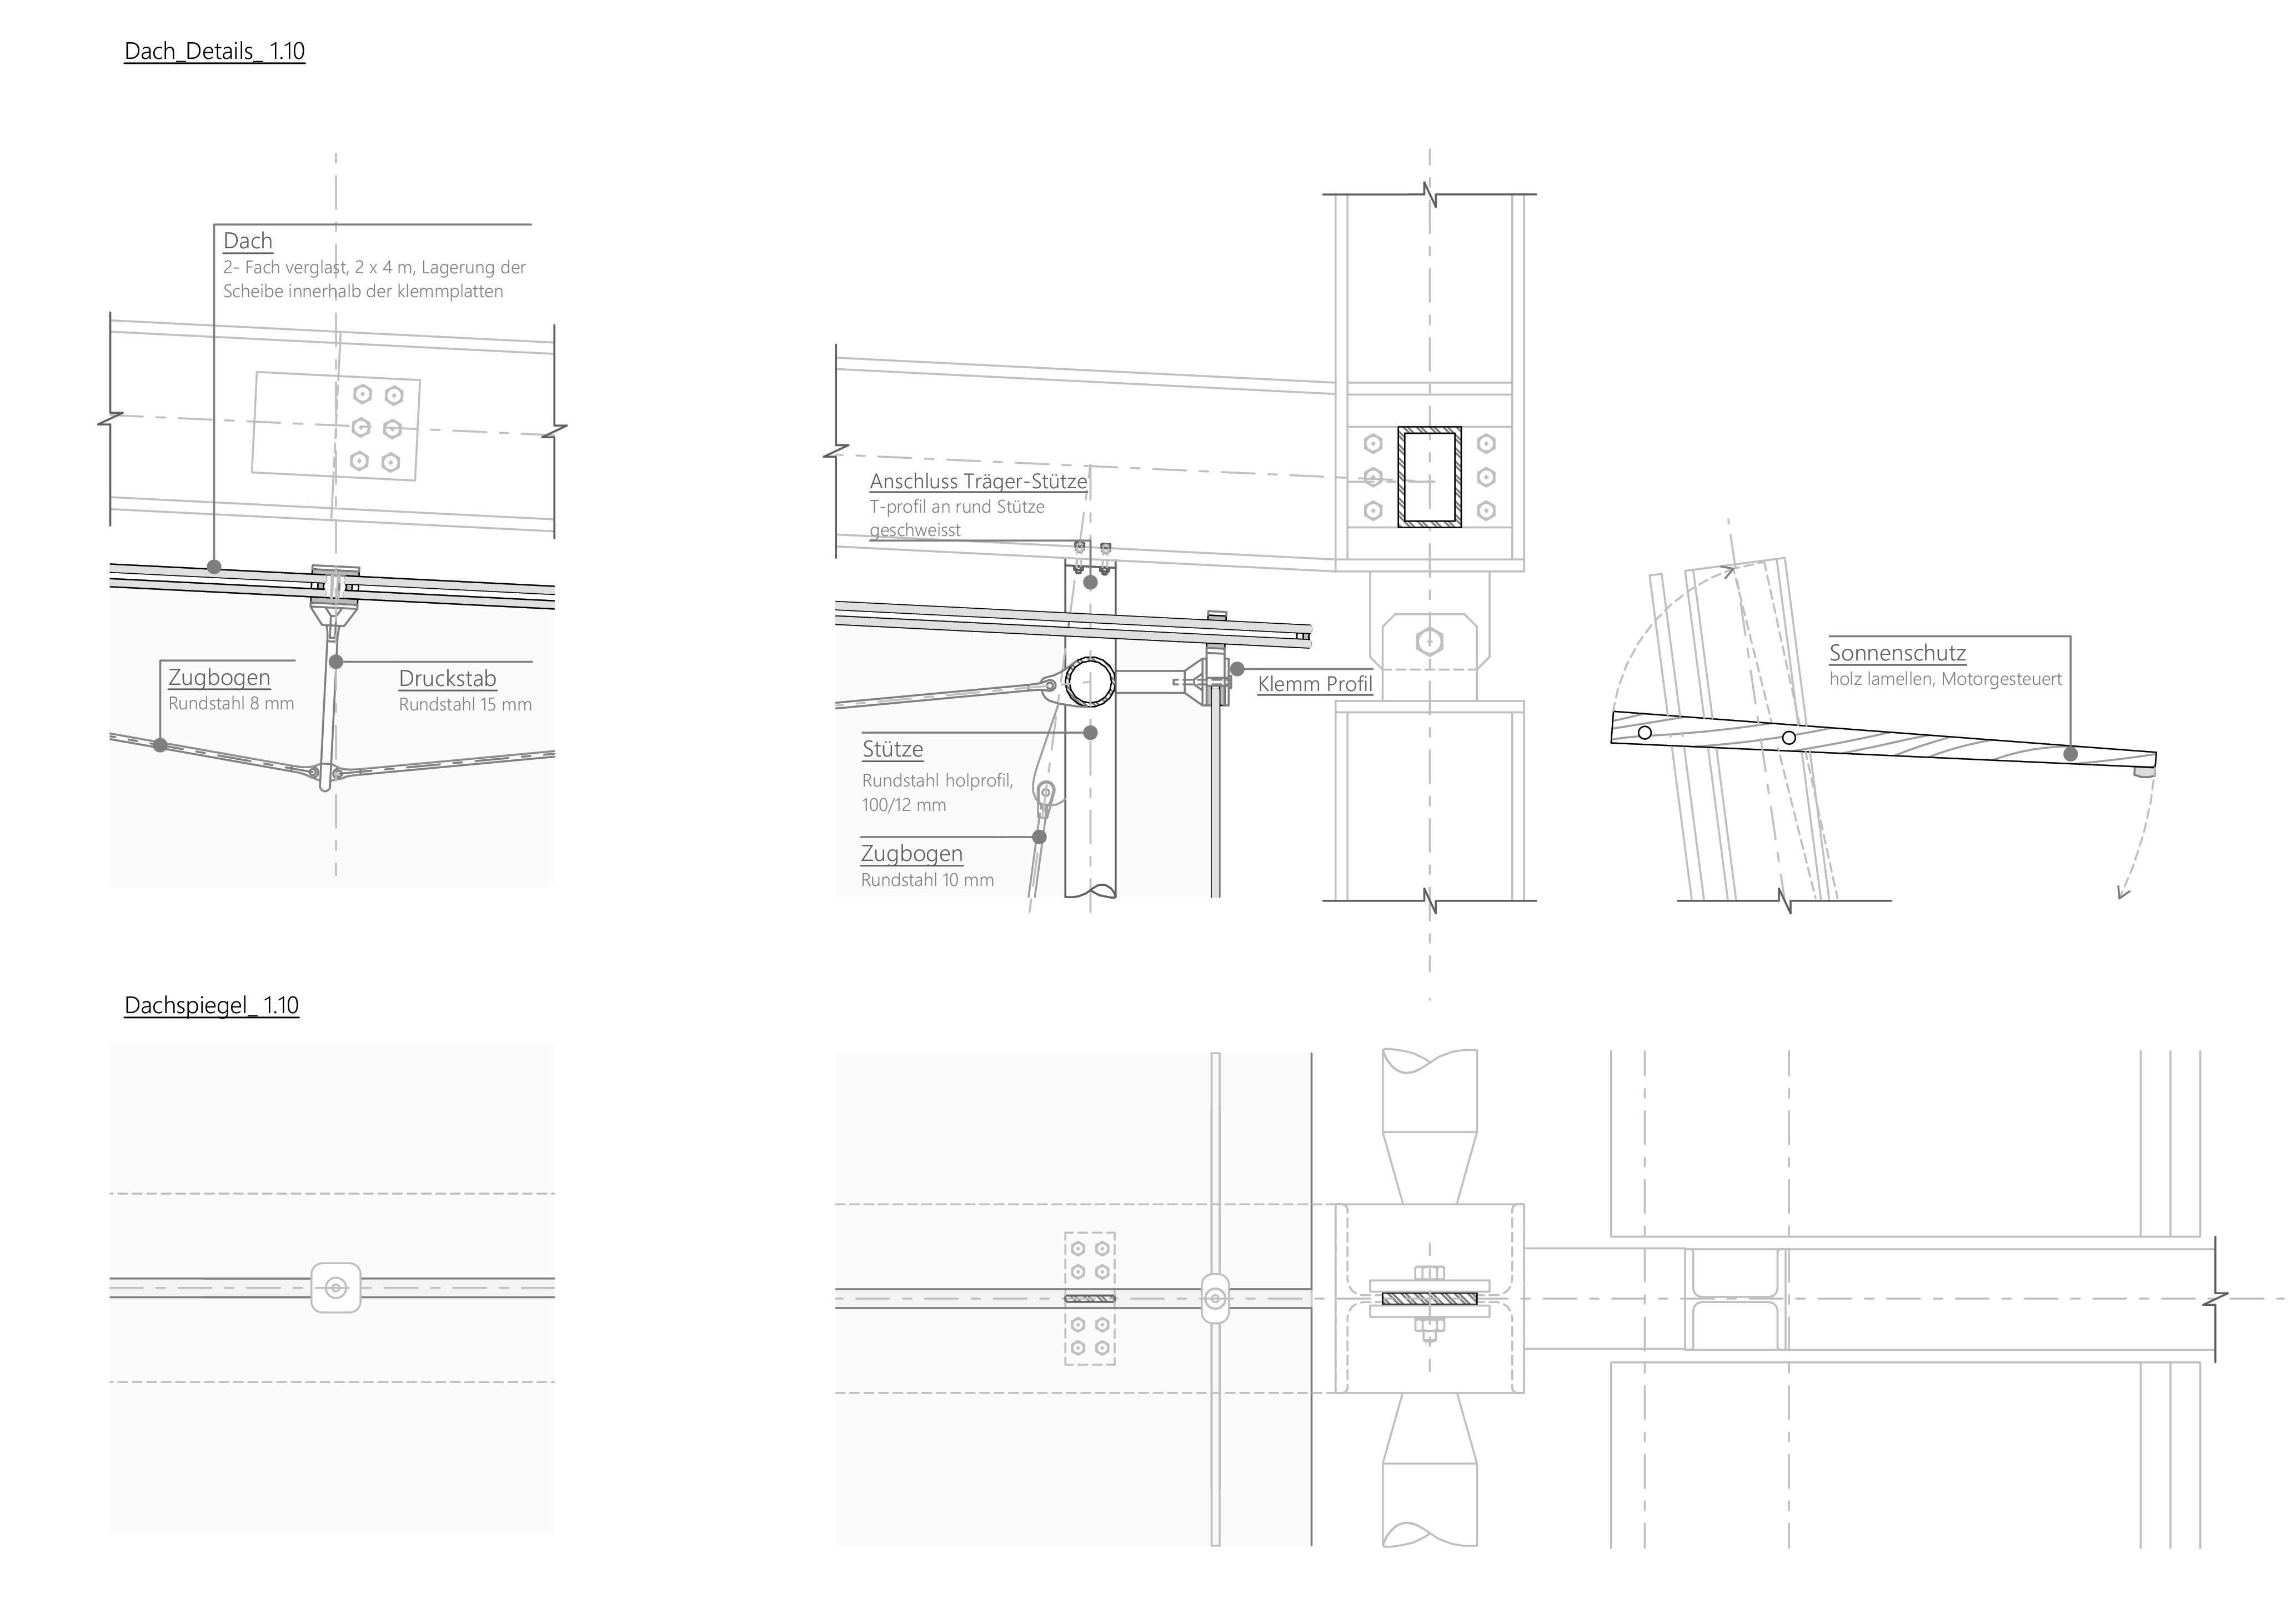 Dach_Details_ 1.10
Dach
2- Fach verglast, 2 x 4 m, Lagerung der
Scheibe innerhalb der klemmplatten
Zugbogen
Rundstahl 8 mm
Druckstab
Rundstahl 15 mm
Anschluss Träger-Stütze
T-profil an rund Stütze
geschweisst
Klemm Profil
Stütze
Rundstahl holprofil,
100/12 mm
Zugbogen
Rundstahl 10 mm
Sonnenschutz
holz lamellen, Motorgesteuert
Dachspiegel_ 1.10